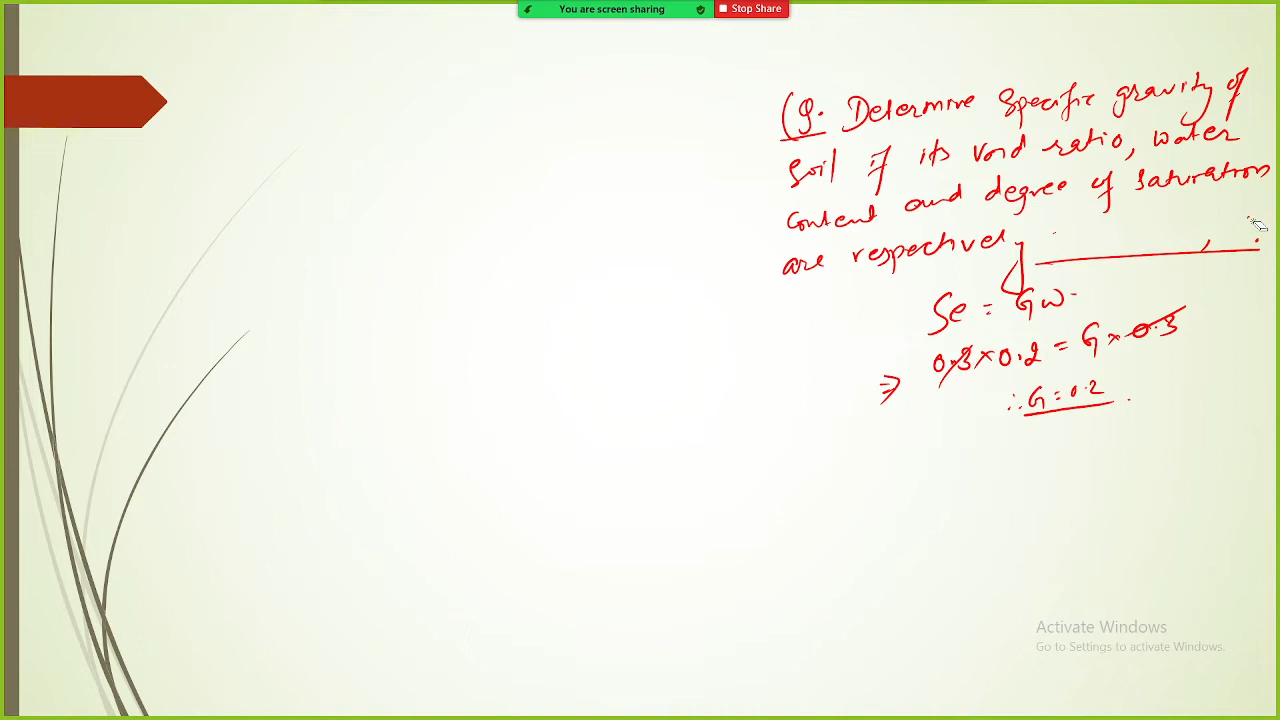 You are screen sharing
Stop Share
(Q. Determine Specific gravity of
Soil if its void ratio, water
content and degree of saturation
are respectively ,
Se = Gw
0.3 × 0.2 = G × 0.3
⇒
∴ G = 0.2
Activate Windows
Go to Settings to activate Windows.